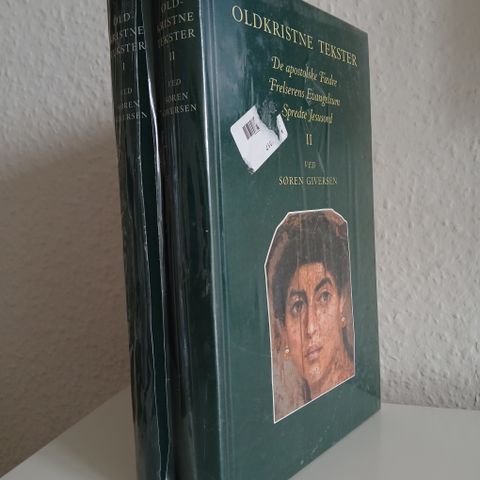 OLD-
KRISTNE
TEKSTER
I
VED
SØREN
GIVERSEN
OLD-
KRISTNE
TEKSTER
II
VED
SØREN
GIVERSEN
OLDKRISTNE TEKSTER
De apostolske Fædre
Frelserens Evangelium
Spredte Jesusord
II
VED
SØREN GIVERSEN